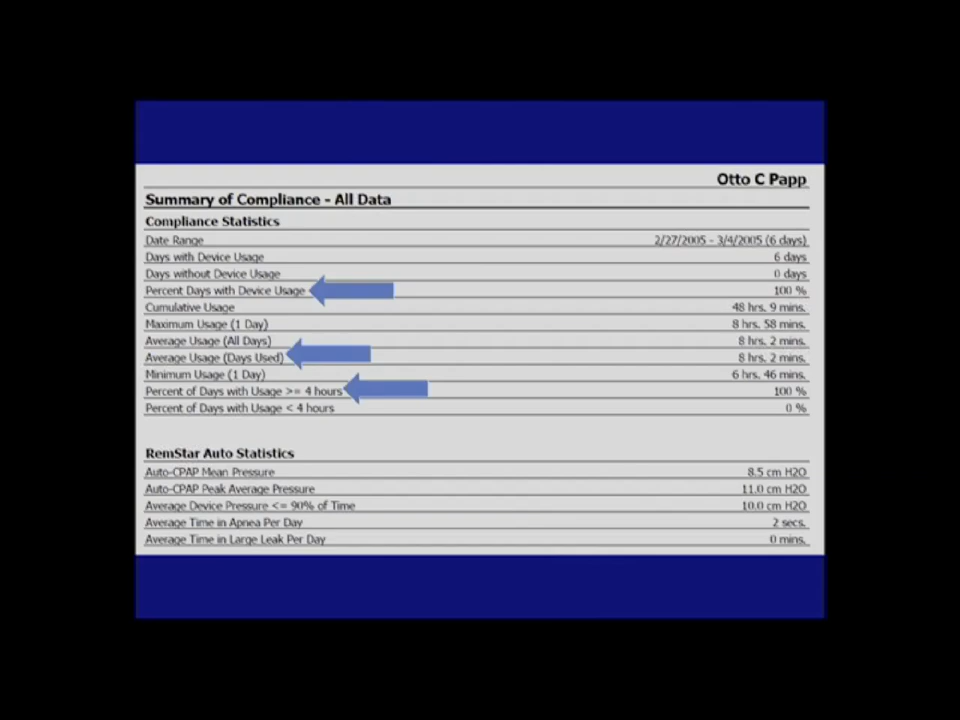 Otto C Papp
Summary of Compliance - All Data
Compliance Statistics
Date Range 2/27/2005 - 3/4/2005 (6 days)
Days with Device Usage 6 days
Days without Device Usage 0 days
Percent Days with Device Usage 100 %
Cumulative Usage 48 hrs. 9 mins.
Maximum Usage (1 Day) 8 hrs. 58 mins.
Average Usage (All Days) 8 hrs. 2 mins.
Average Usage (Days Used) 8 hrs. 2 mins.
Minimum Usage (1 Day) 6 hrs. 46 mins.
Percent of Days with Usage >= 4 hours 100 %
Percent of Days with Usage < 4 hours 0 %
RemStar Auto Statistics
Auto-CPAP Mean Pressure 8.5 cm H2O
Auto-CPAP Peak Average Pressure 11.0 cm H2O
Average Device Pressure <= 90% of Time 10.0 cm H2O
Average Time in Apnea Per Day 2 secs.
Average Time in Large Leak Per Day 0 mins.